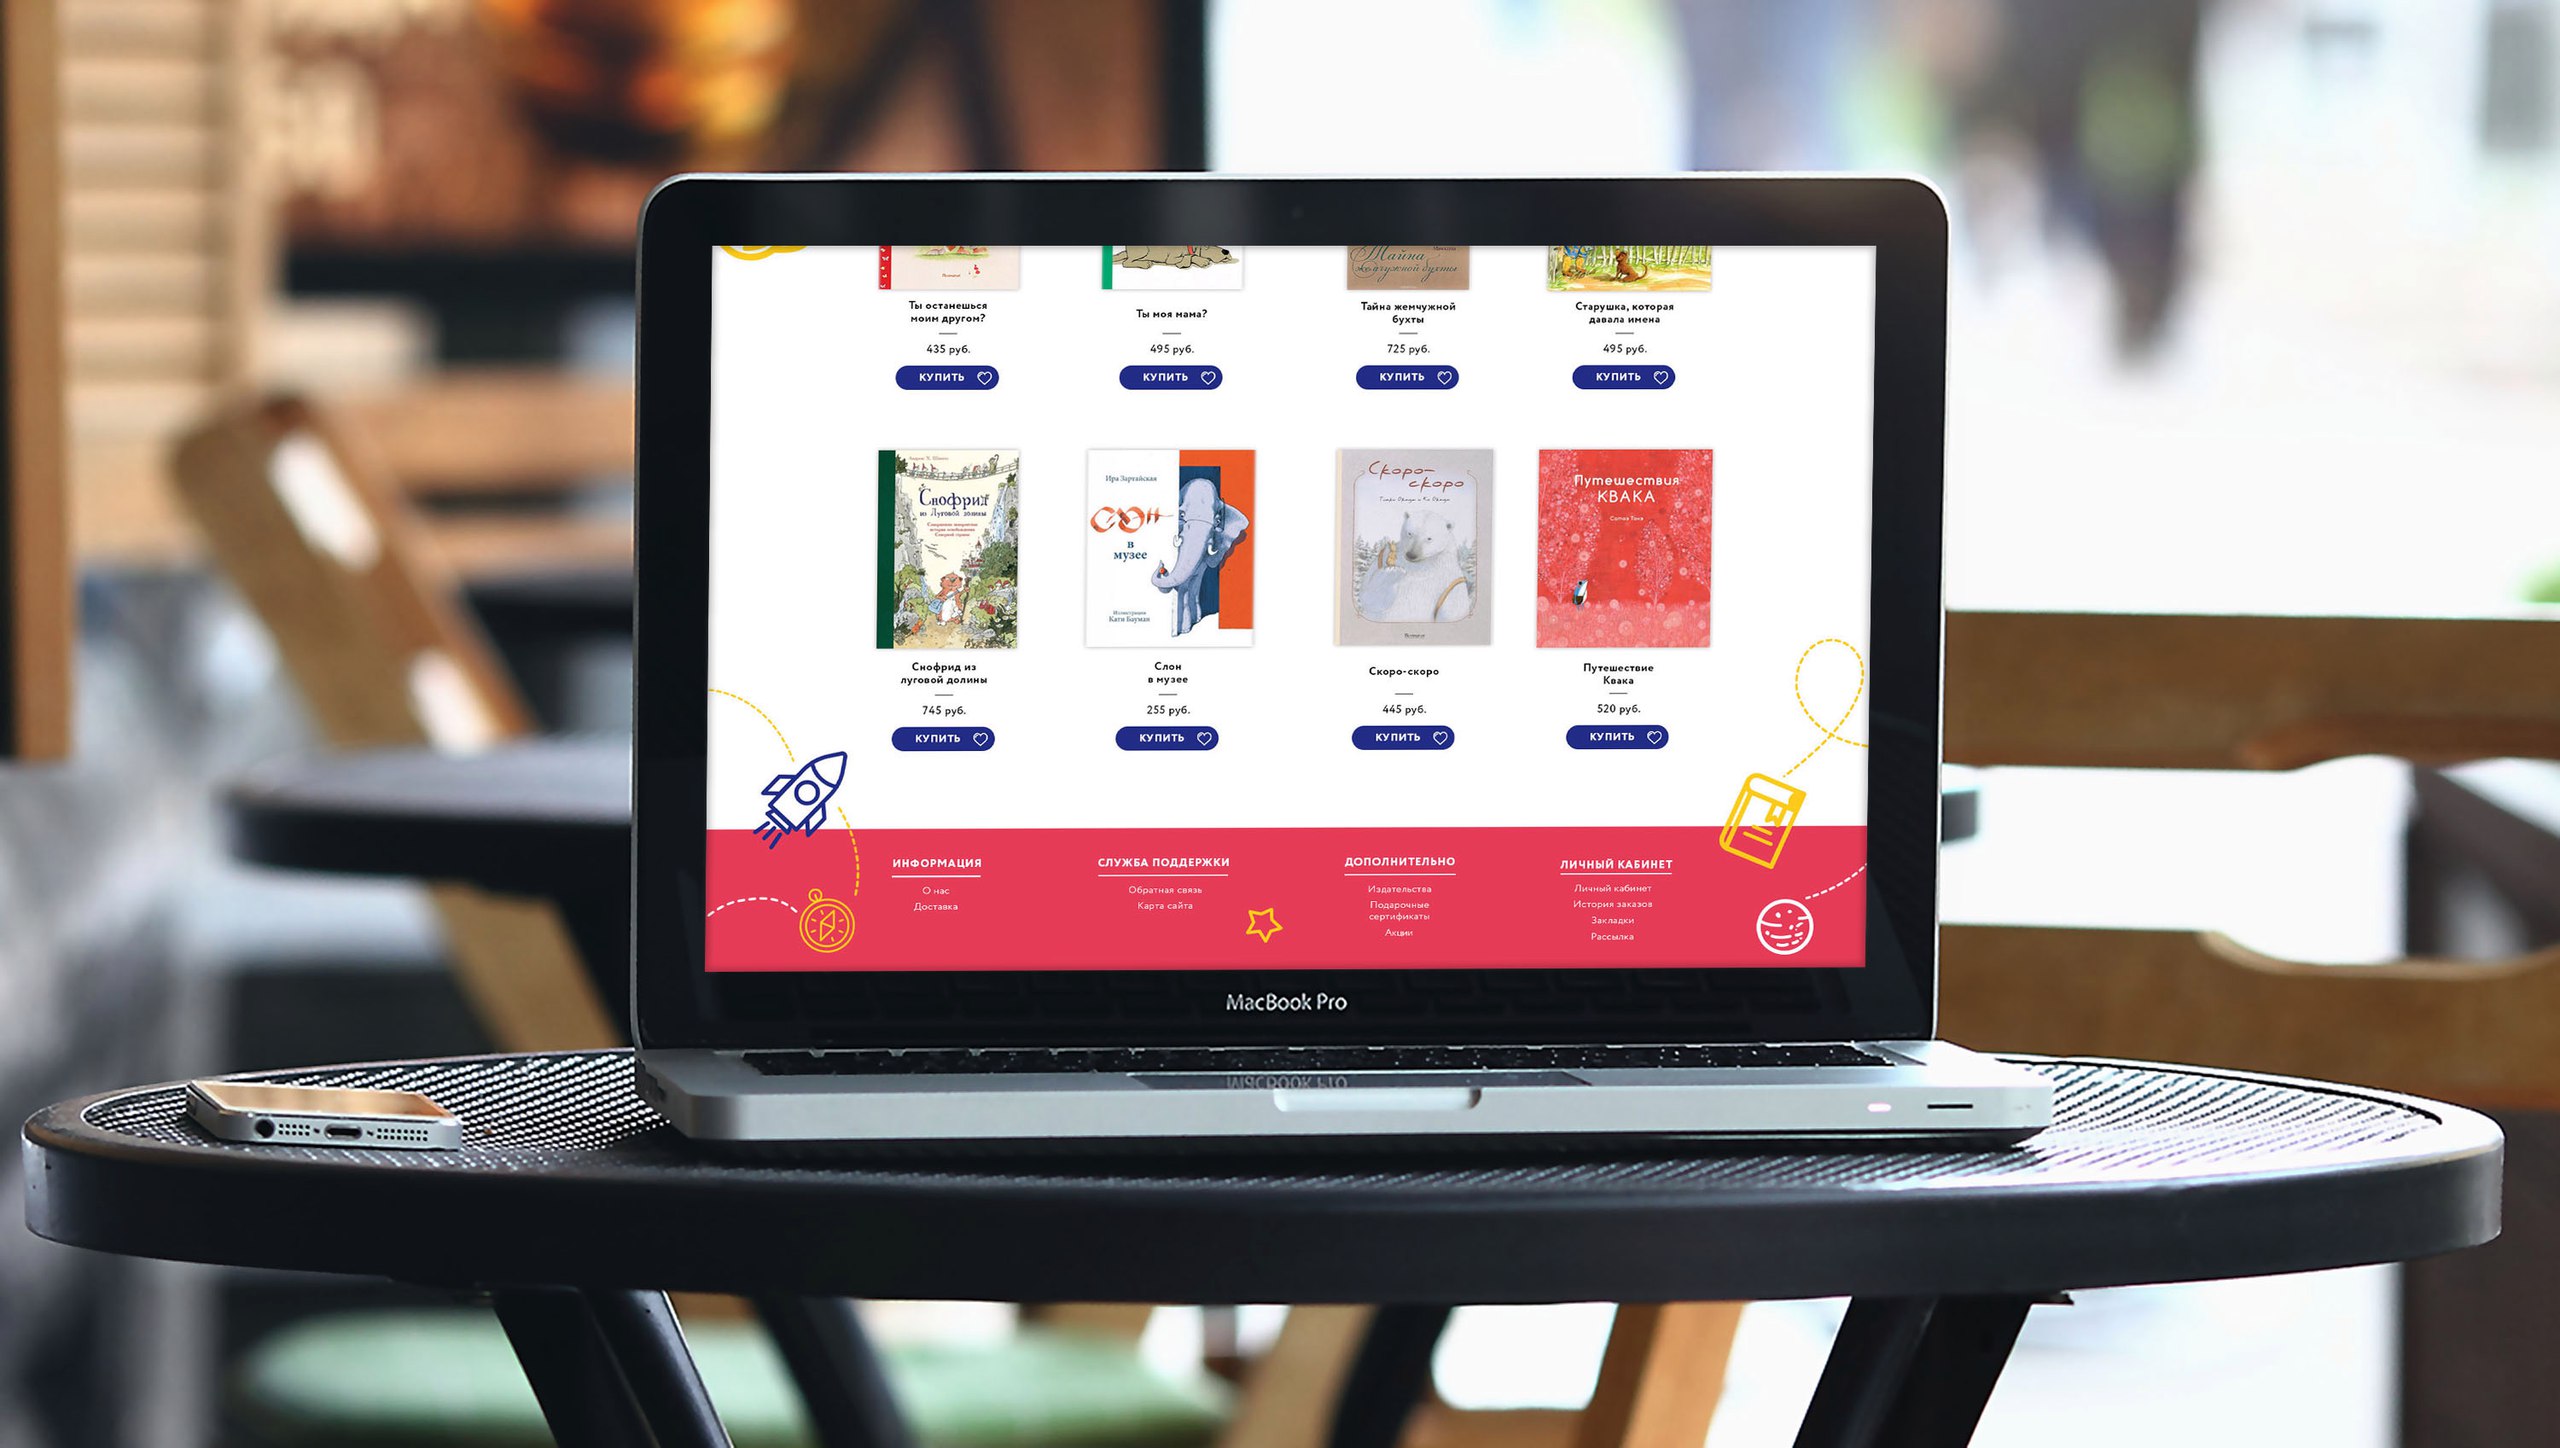 Тайна
жемчужной бухты
Ты останешься
моим другом?
435 руб.
КУПИТЬ
Ты моя мама?
495 руб.
КУПИТЬ
Тайна жемчужной
бухты
725 руб.
КУПИТЬ
Старушка, которая
давала имена
495 руб.
КУПИТЬ
Снофрид
из Луговой долины
Снофрид из
луговой долины
745 руб.
КУПИТЬ
Ира Зартайская
в
музее
Иллюстрации
Кати Бауман
Слон
в музее
255 руб.
КУПИТЬ
Скоро-
скоро
Скоро-скоро
445 руб.
КУПИТЬ
Путешествия
КВАКА
Путешествие
Квака
520 руб.
КУПИТЬ
ИНФОРМАЦИЯ
О нас
Доставка
СЛУЖБА ПОДДЕРЖКИ
Обратная связь
Карта сайта
ДОПОЛНИТЕЛЬНО
Издательства
Подарочные
сертификаты
Акции
ЛИЧНЫЙ КАБИНЕТ
Личный кабинет
История заказов
Закладки
Рассылка
MacBook Pro